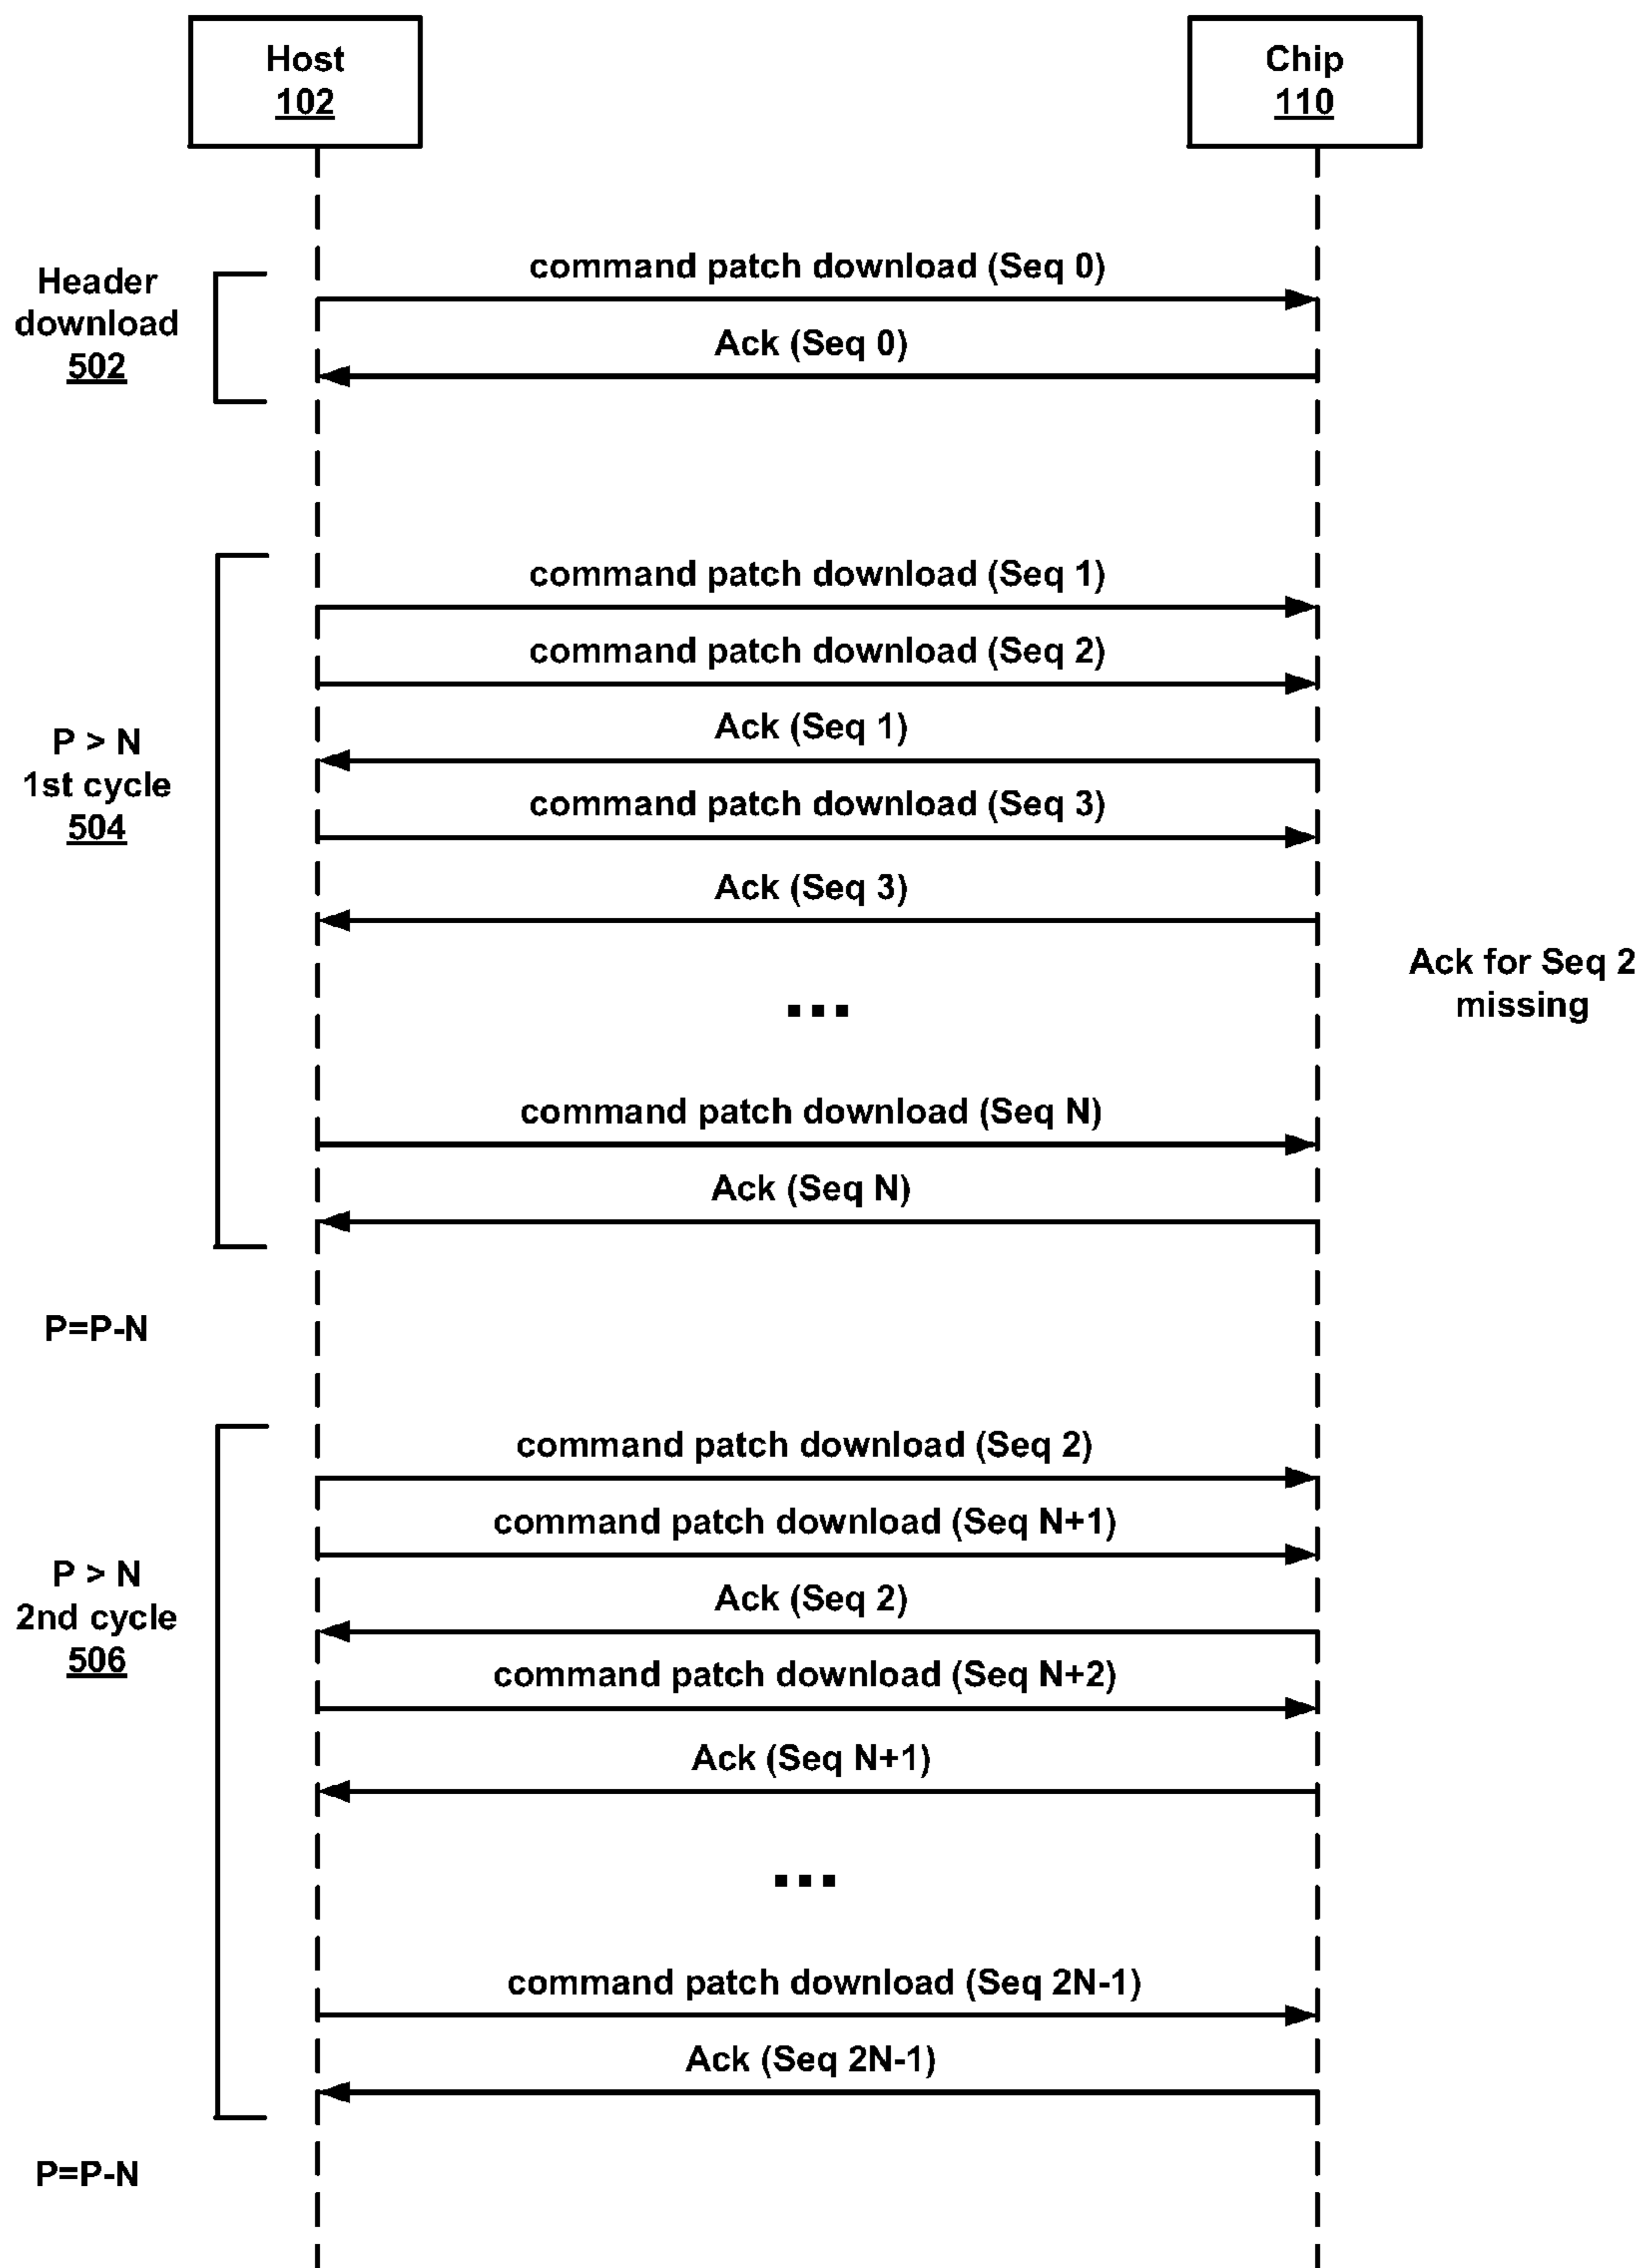 Host
102
Chip
110
Header
download
502
command patch download (Seq 0)
Ack (Seq 0)
P > N
1st cycle
504
command patch download (Seq 1)
command patch download (Seq 2)
Ack (Seq 1)
command patch download (Seq 3)
Ack (Seq 3)
Ack for Seq 2
missing
...
command patch download (Seq N)
Ack (Seq N)
P=P-N
P > N
2nd cycle
506
command patch download (Seq 2)
command patch download (Seq N+1)
Ack (Seq 2)
command patch download (Seq N+2)
Ack (Seq N+1)
...
command patch download (Seq 2N-1)
Ack (Seq 2N-1)
P=P-N